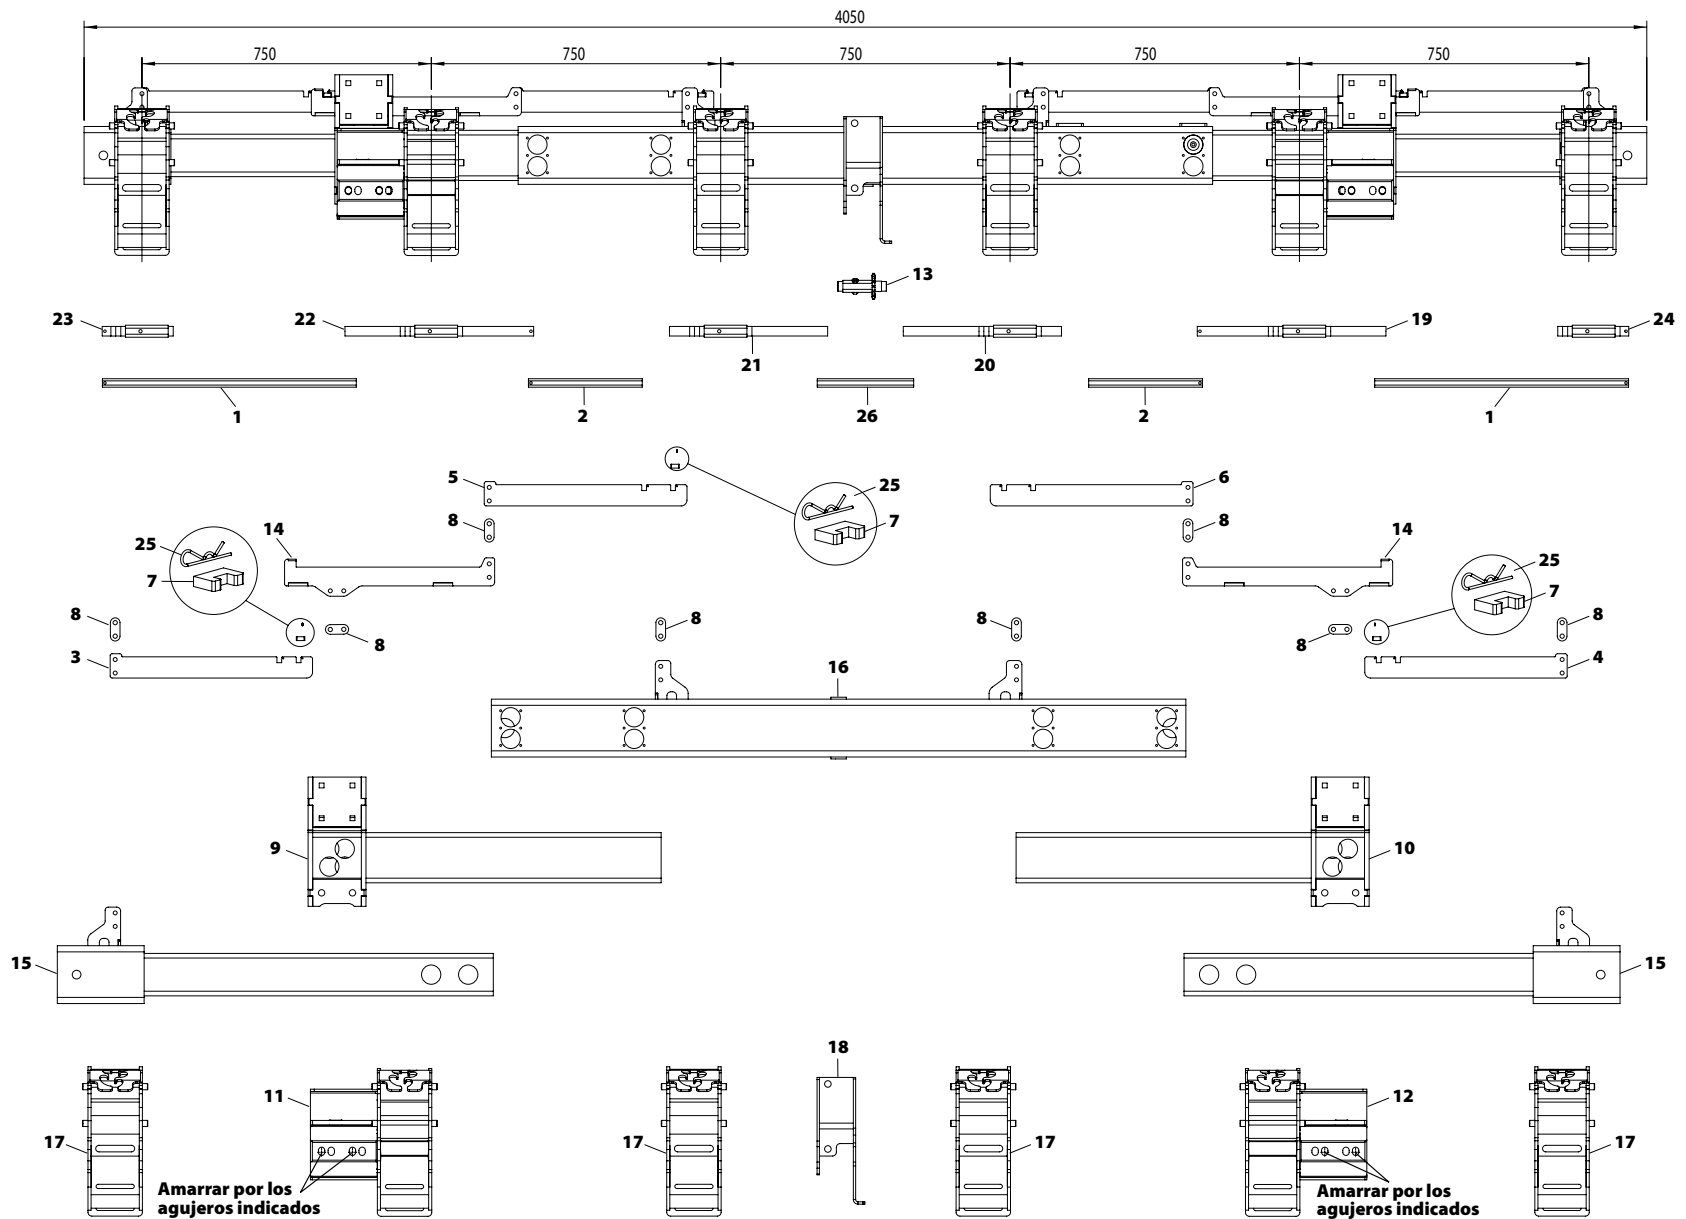 4050
750 750 750 750 750
13
23 22 21 20 19 24
1 2 26 2 1
5 25 7 6
8 8
25 7 14 14 25 7
8 8 8 8 8 8
3 16 4
9 10
15 15
18
11 12
17 17 17 17
Amarrar por los
agujeros indicados
Amarrar por los
agujeros indicados